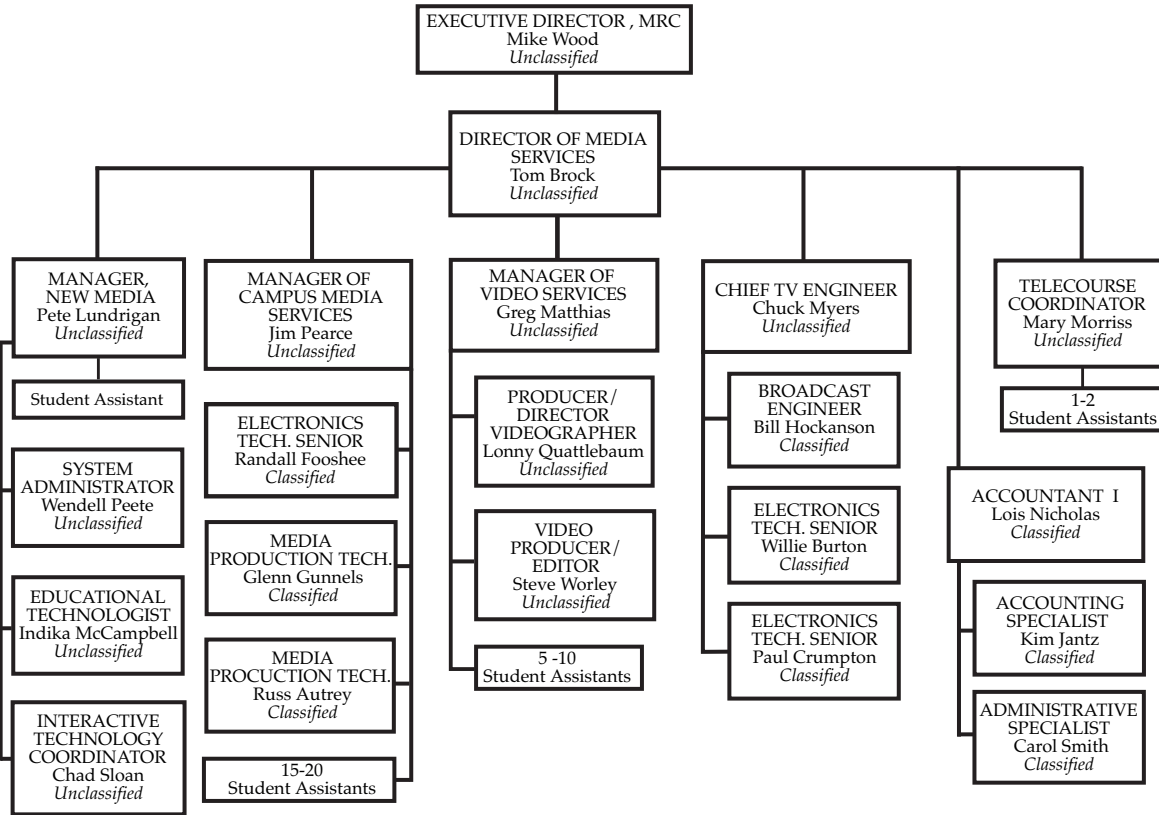 EXECUTIVE DIRECTOR , MRC
Mike Wood
Unclassified
DIRECTOR OF MEDIA
SERVICES
Tom Brock
Unclassified
MANAGER,
NEW MEDIA
Pete Lundrigan
Unclassified
Student Assistant
SYSTEM
ADMINISTRATOR
Wendell Peete
Unclassified
EDUCATIONAL
TECHNOLOGIST
Indika McCampbell
Unclassified
INTERACTIVE
TECHNOLOGY
COORDINATOR
Chad Sloan
Unclassified
MANAGER OF
CAMPUS MEDIA
SERVICES
Jim Pearce
Unclassified
ELECTRONICS
TECH. SENIOR
Randall Fooshee
Classified
MEDIA
PRODUCTION TECH.
Glenn Gunnels
Classified
MEDIA
PROCUCTION TECH.
Russ Autrey
Classified
15-20
Student Assistants
MANAGER OF
VIDEO SERVICES
Greg Matthias
Unclassified
PRODUCER/
DIRECTOR
VIDEOGRAPHER
Lonny Quattlebaum
Unclassified
VIDEO
PRODUCER/
EDITOR
Steve Worley
Unclassified
5 -10
Student Assistants
CHIEF TV ENGINEER
Chuck Myers
Unclassified
BROADCAST
ENGINEER
Bill Hockanson
Classified
ELECTRONICS
TECH. SENIOR
Willie Burton
Classified
ELECTRONICS
TECH. SENIOR
Paul Crumpton
Classified
TELECOURSE
COORDINATOR
Mary Morriss
Unclassified
1-2
Student Assistants
ACCOUNTANT I
Lois Nicholas
Classified
ACCOUNTING
SPECIALIST
Kim Jantz
Classified
ADMINISTRATIVE
SPECIALIST
Carol Smith
Classified